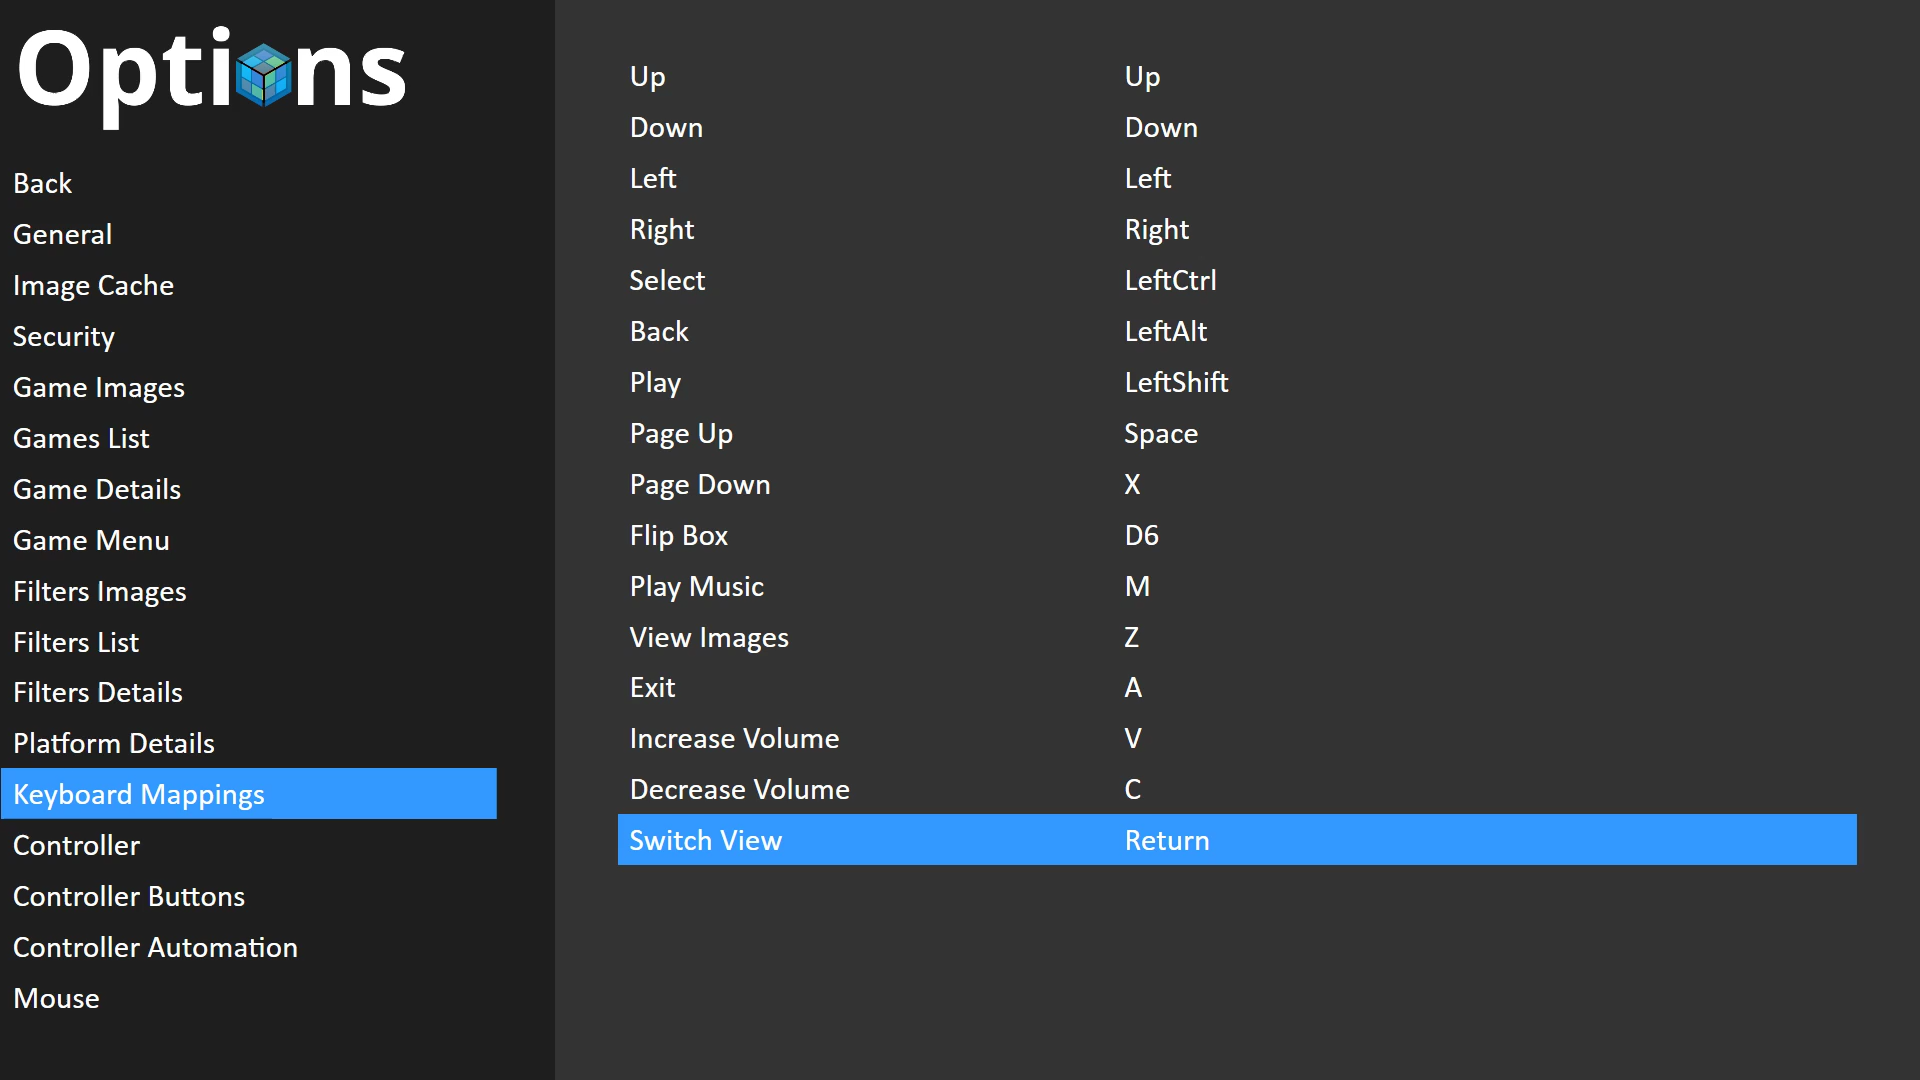 Options
Back
General
Image Cache
Security
Game Images
Games List
Game Details
Game Menu
Filters Images
Filters List
Filters Details
Platform Details
Keyboard Mappings
Controller
Controller Buttons
Controller Automation
Mouse
Up Up
Down Down
Left Left
Right Right
Select LeftCtrl
Back LeftAlt
Play LeftShift
Page Up Space
Page Down X
Flip Box D6
Play Music M
View Images Z
Exit A
Increase Volume V
Decrease Volume C
Switch View Return